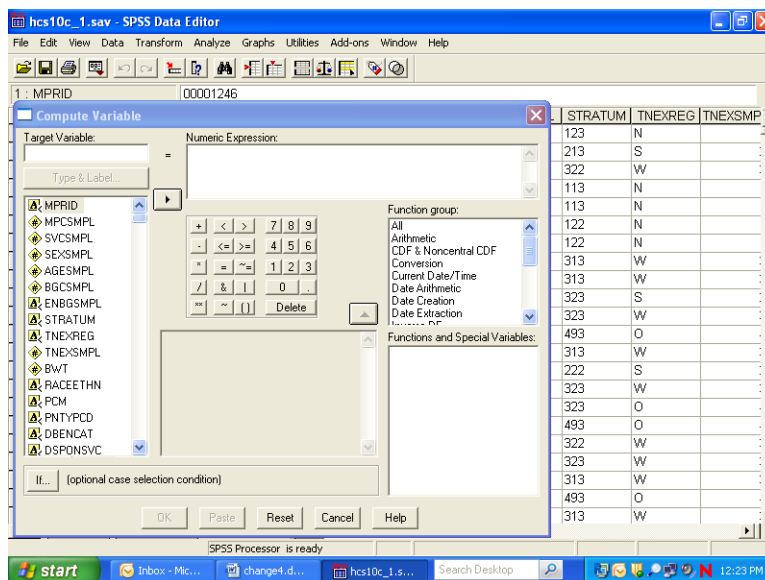 hcs10c_1.sav - SPSS Data Editor
File Edit View Data Transform Analyze Graphs Utilities Add-ons Window Help
1 : MPRID 00001246
Compute Variable
Target Variable:
=
Numeric Expression:
Type & Label...
MPRID
MPCSMPL
SVCSMPL
SEXSMPL
AGESMPL
BGCSMPL
ENBGSMPL
STRATUM
TNEXREG
TNEXSMPL
BWT
RACEETHN
PCM
PNTYPCD
DBENCAT
DSPONSVC
+ < > 7 8 9
- <= >= 4 5 6
* = ~= 1 2 3
/ & | 0 .
** ~ () Delete
Function group:
All
Arithmetic
CDF & Noncentral CDF
Conversion
Current Date/Time
Date Arithmetic
Date Creation
Date Extraction
Functions and Special Variables:
If... (optional case selection condition)
OK Paste Reset Cancel Help
STRATUM TNEXREG TNEXSMP
123 N
213 S
322 W
113 N
113 N
122 N
122 N
313 W
313 W
323 S
323 W
493 O
313 W
222 S
323 W
323 O
493 O
322 W
323 W
313 W
493 O
313 W
SPSS Processor is ready
start
Inbox - Mic...
change4.d...
hcs10c_1.s...
Search Desktop
12:23 PM